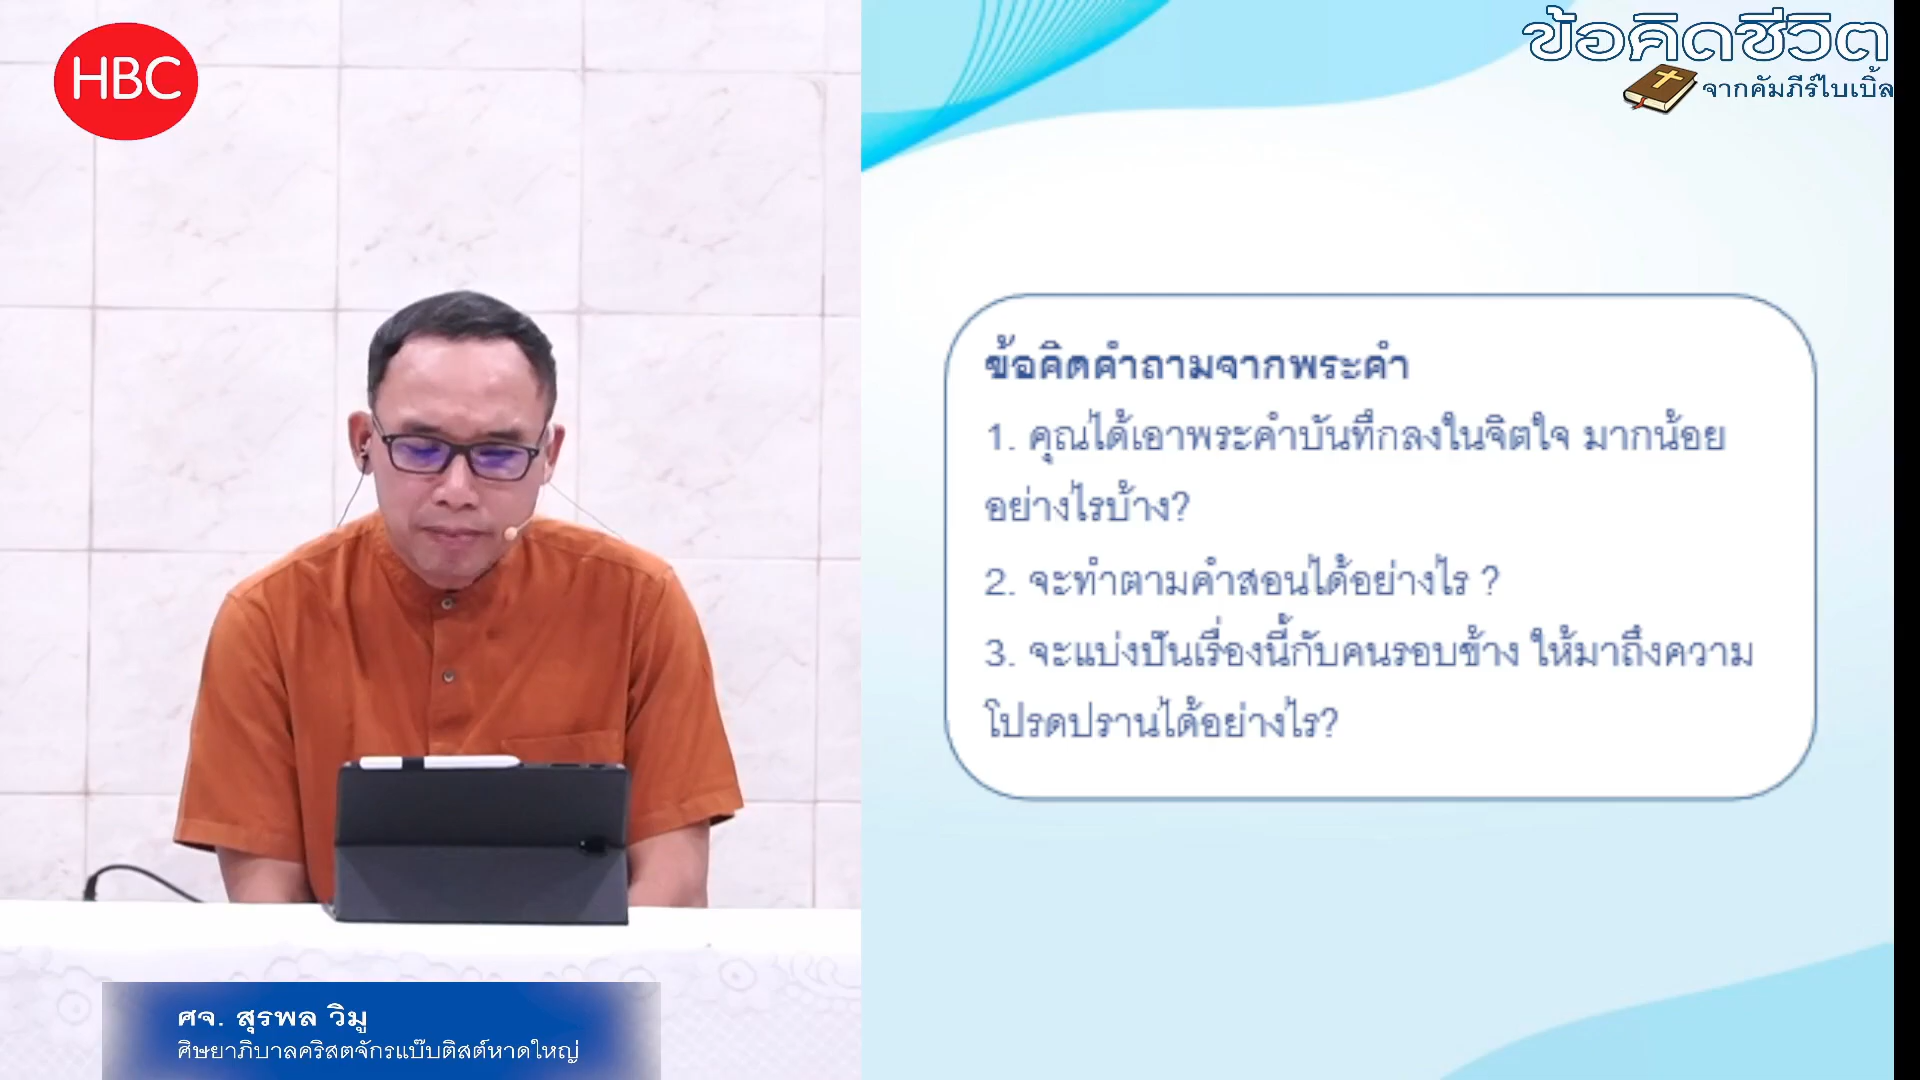 HBC
ข้อคิดชีวิต
จากคัมภีร์ไบเบิ้ล
ข้อคิดคำถามจากพระคำ
1. คุณได้เอาพระคำบันทึกลงในจิตใจ มากน้อย
อย่างไรบ้าง?
2. จะทำตามคำสอนได้อย่างไร ?
3. จะแบ่งปันเรื่องนี้กับคนรอบข้าง ให้มาถึงความ
โปรดปรานได้อย่างไร?
ศจ. สุรพล วิมู
ศิษยาภิบาลคริสตจักรแบ๊บติสต์หาดใหญ่